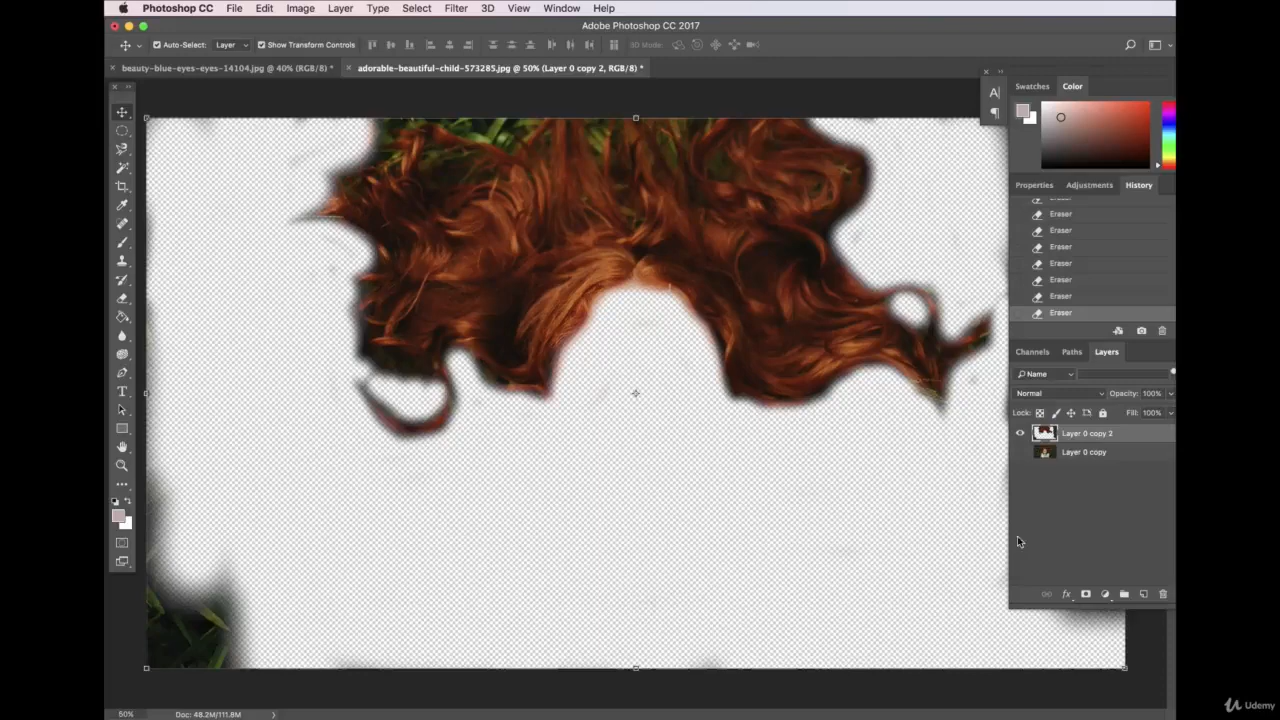 Photoshop CC File Edit Image Layer Type Select Filter 3D View Window Help
Adobe Photoshop CC 2017
Auto-Select: Layer Show Transform Controls 3D Mode:
× beauty-blue-eyes-eyes-14104.jpg @ 40% (RGB/8) * × adorable-beautiful-child-573285.jpg @ 50% (Layer 0 copy 2, RGB/8) *
Swatches Color
Properties Adjustments History
Eraser
Eraser
Eraser
Eraser
Eraser
Eraser
Eraser
Eraser
Channels Paths Layers
Name
Normal Opacity: 100%
Lock: Fill: 100%
Layer 0 copy 2
Layer 0 copy
50% Doc: 48.2M/111.8M
Udemy